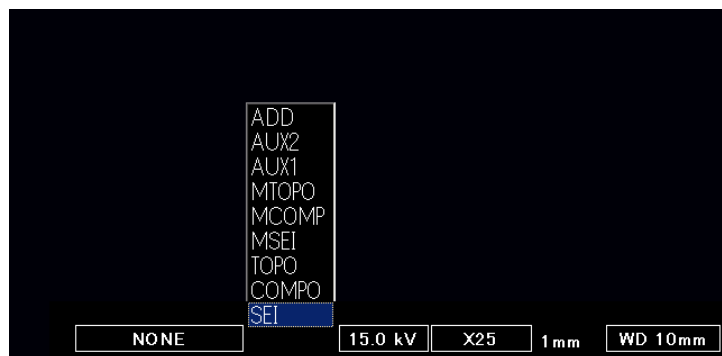 ADD
AUX2
AUX1
MTOPO
MCOMP
MSEI
TOPO
COMPO
SEI
NONE 15.0 kV X25 1mm WD 10mm